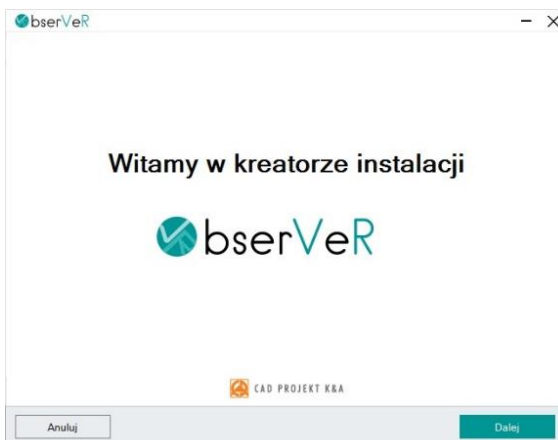 ObserVeR
Witamy w kreatorze instalacji
ObserVeR
CAD PROJEKT K&A
Anuluj
Dalej